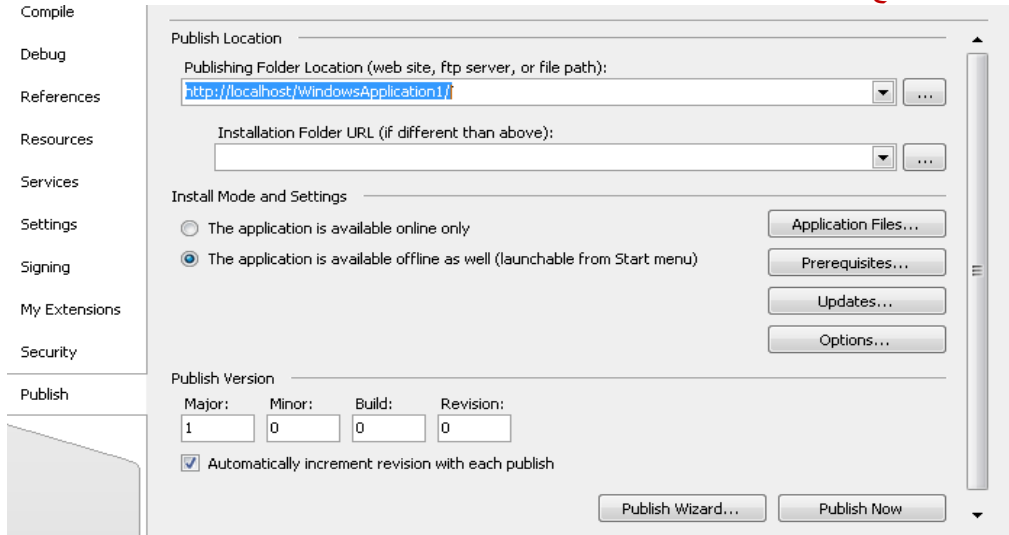 Compile
Debug
References
Resources
Services
Settings
Signing
My Extensions
Security
Publish
Publish Location
Publishing Folder Location (web site, ftp server, or file path):
http://localhost/WindowsApplication1/
...
Installation Folder URL (if different than above):
...
Install Mode and Settings
The application is available online only
The application is available offline as well (launchable from Start menu)
Application Files...
Prerequisites...
Updates...
Options...
Publish Version
Major: Minor: Build: Revision:
1 0 0 0
Automatically increment revision with each publish
Publish Wizard... Publish Now